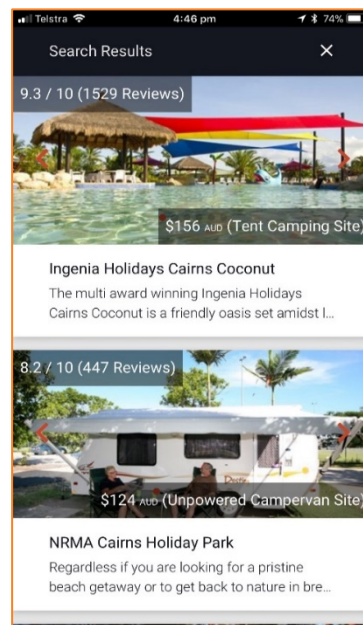 Telstra 4:46 pm 74%
Search Results ×
9.3 / 10 (1529 Reviews)
$156 AUD (Tent Camping Site)
Ingenia Holidays Cairns Coconut
The multi award winning Ingenia Holidays
Cairns Coconut is a friendly oasis set amidst l...
8.2 / 10 (447 Reviews)
$124 AUD (Unpowered Campervan Site)
NRMA Cairns Holiday Park
Regardless if you are looking for a pristine
beach getaway or to get back to nature in bre...